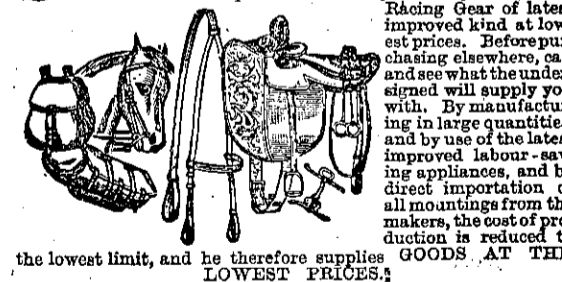 Racing Gear of lates
improved kind at low
est prices. Before pur
chasing elsewhere, ca
and see what the under
signed will supply yo
with. By manufactur
ing in large quantitie
and by use of the lates
improved labour-sav
ing appliances, and b
direct importation o
all mountings from th
makers, the cost of pro
duction is reduced t
the lowest limit, and he therefore supplies GOODS AT THE
LOWEST PRICES.